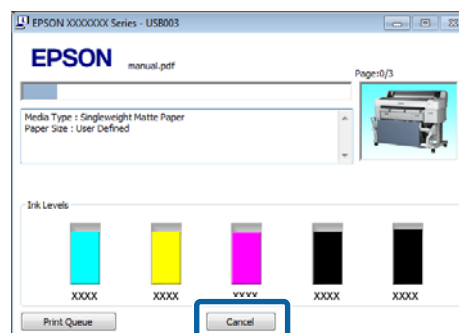 EPSON XXXXXXX Series - USB003
EPSON
manual.pdf
Page:0/3
Media Type : Singleweight Matte Paper
Paper Size : User Defined
Ink Levels
XXXX XXXX XXXX XXXX XXXX
Print Queue Cancel